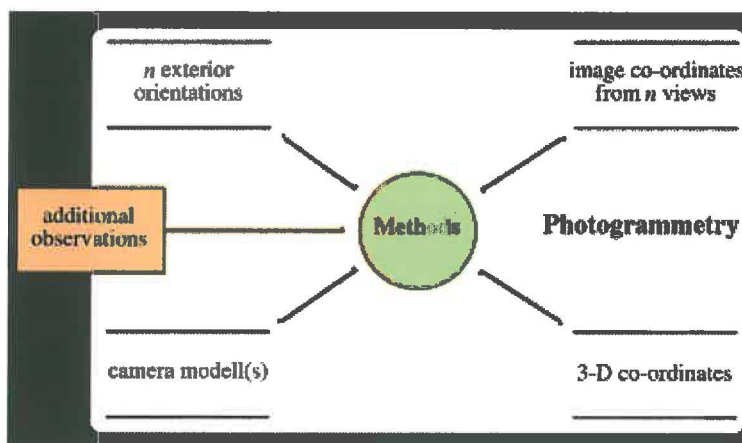 n exterior
orientations
image co-ordinates
from n views
additional
observations
Methods
Photogrammetry
camera modell(s)
3-D co-ordinates